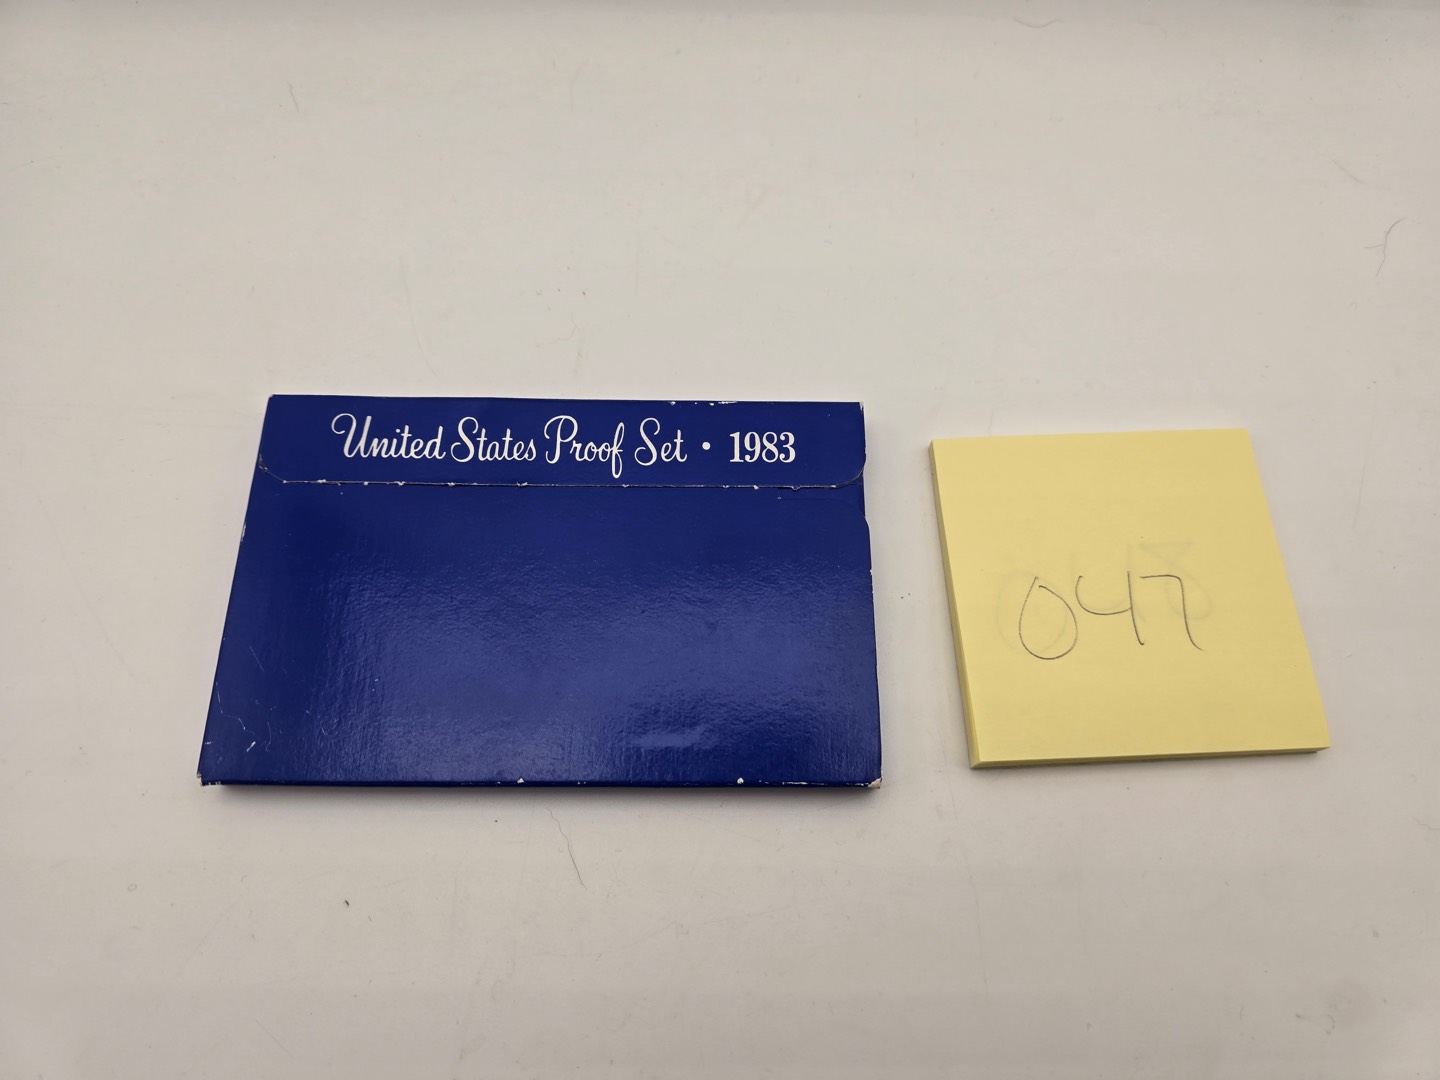 United States Proof Set • 1983
047